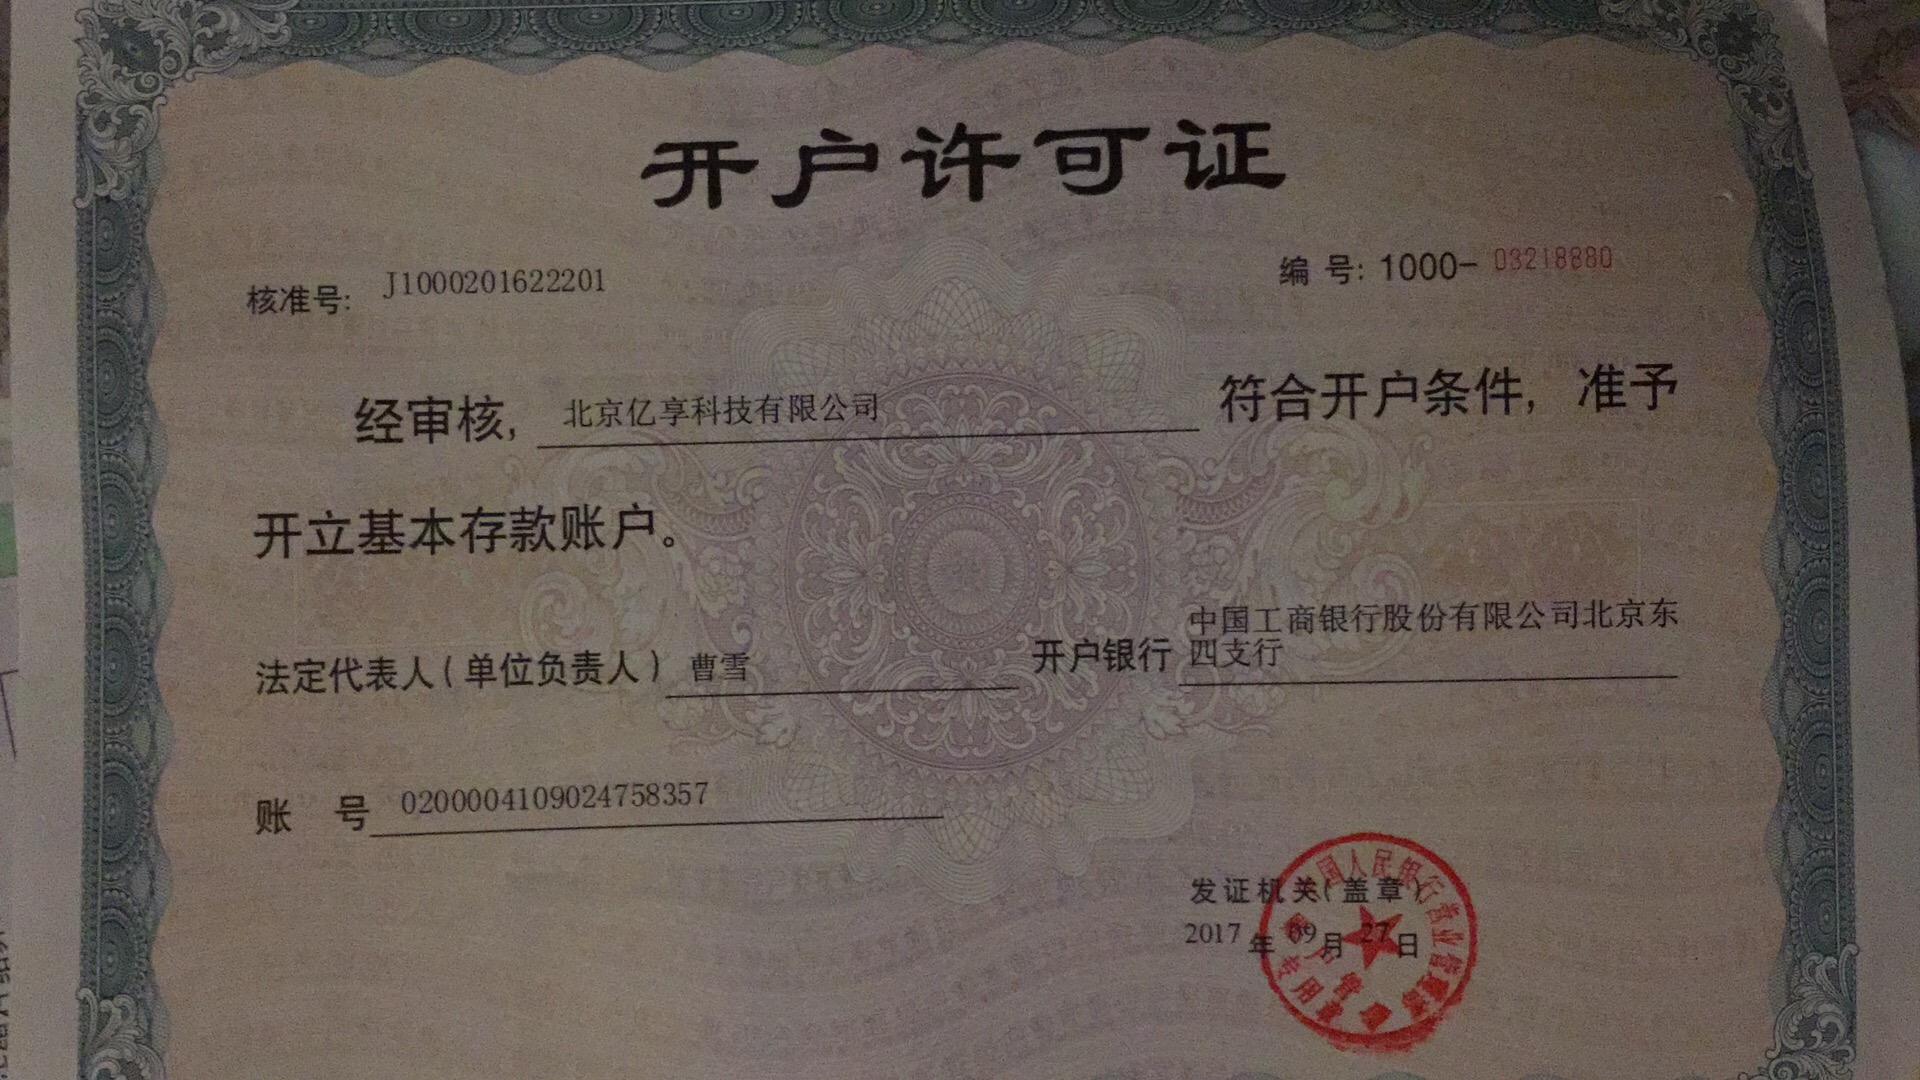 开户许可证
核准号: J1000201622201
编 号: 1000- 03218880
经审核, 北京亿享科技有限公司 符合开户条件, 准予
开立基本存款账户。
法定代表人(单位负责人) 曹雪 开户银行 中国工商银行股份有限公司北京东
四支行
账 号 0200004109024758357
发证机关(盖章)
2017 年 09 月 27 日
国人民银行营业管理部
专用